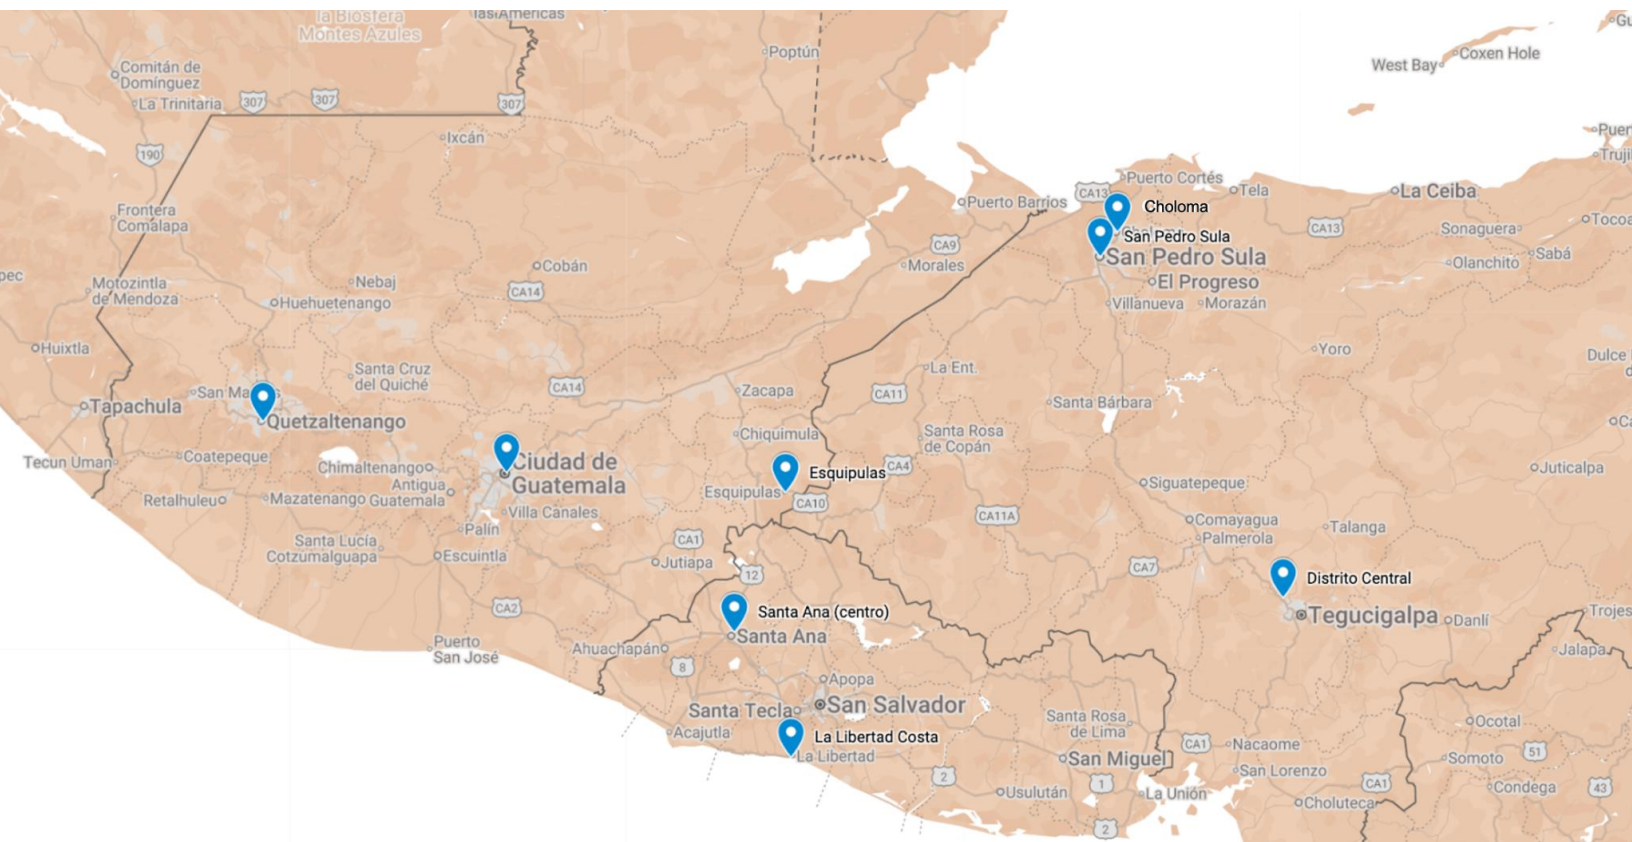 la Biósfera
Montes Azules
las Américas
Poptún
Coxen Hole
West Bay
Comitán de
Domínguez
La Trinitaria
307
307
307
190
Ixcán
Frontera
Comalapa
Puerto Barrios
CA13
Puerto Cortés
Tela
La Ceiba
Choloma
San Pedro Sula
San Pedro Sula
CA13
Sonaguera
Olanchito
Sabá
El Progreso
Villanueva
Morazán
CA9
Morales
Cobán
CA14
Nebaj
Huehuetenango
Motozintla
de Mendoza
Huixtla
Santa Cruz
del Quiché
CA14
Zacapa
CA11
La Ent.
Yoro
Santa Bárbara
Tapachula
Quetzaltenango
Chiquimula
Santa Rosa
de Copán
CA4
Tecun Uman
Coatepeque
Chimaltenango
Ciudad de
Guatemala
Antigua
Guatemala
Esquipulas
Esquipulas
CA10
Juticalpa
Siguatepeque
Retalhuleu
Mazatenango
Villa Canales
Palín
CA11A
Comayagua
Palmerola
Talanga
Santa Lucía
Cotzumalguapa
Escuintla
CA1
Jutiapa
12
CA7
Distrito Central
Tegucigalpa
Danlí
Trojes
Jalapa
CA2
Santa Ana (centro)
Santa Ana
Puerto
San José
Ahuachapán
8
Apopa
San Salvador
Santa Tecla
Acajutla
La Libertad Costa
La Libertad
Santa Rosa
de Lima
San Miguel
CA1
Nacaome
San Lorenzo
Ocotal
51
Somoto
2
1
Usulután
La Unión
Choluteca
CA1
Condega
43
2